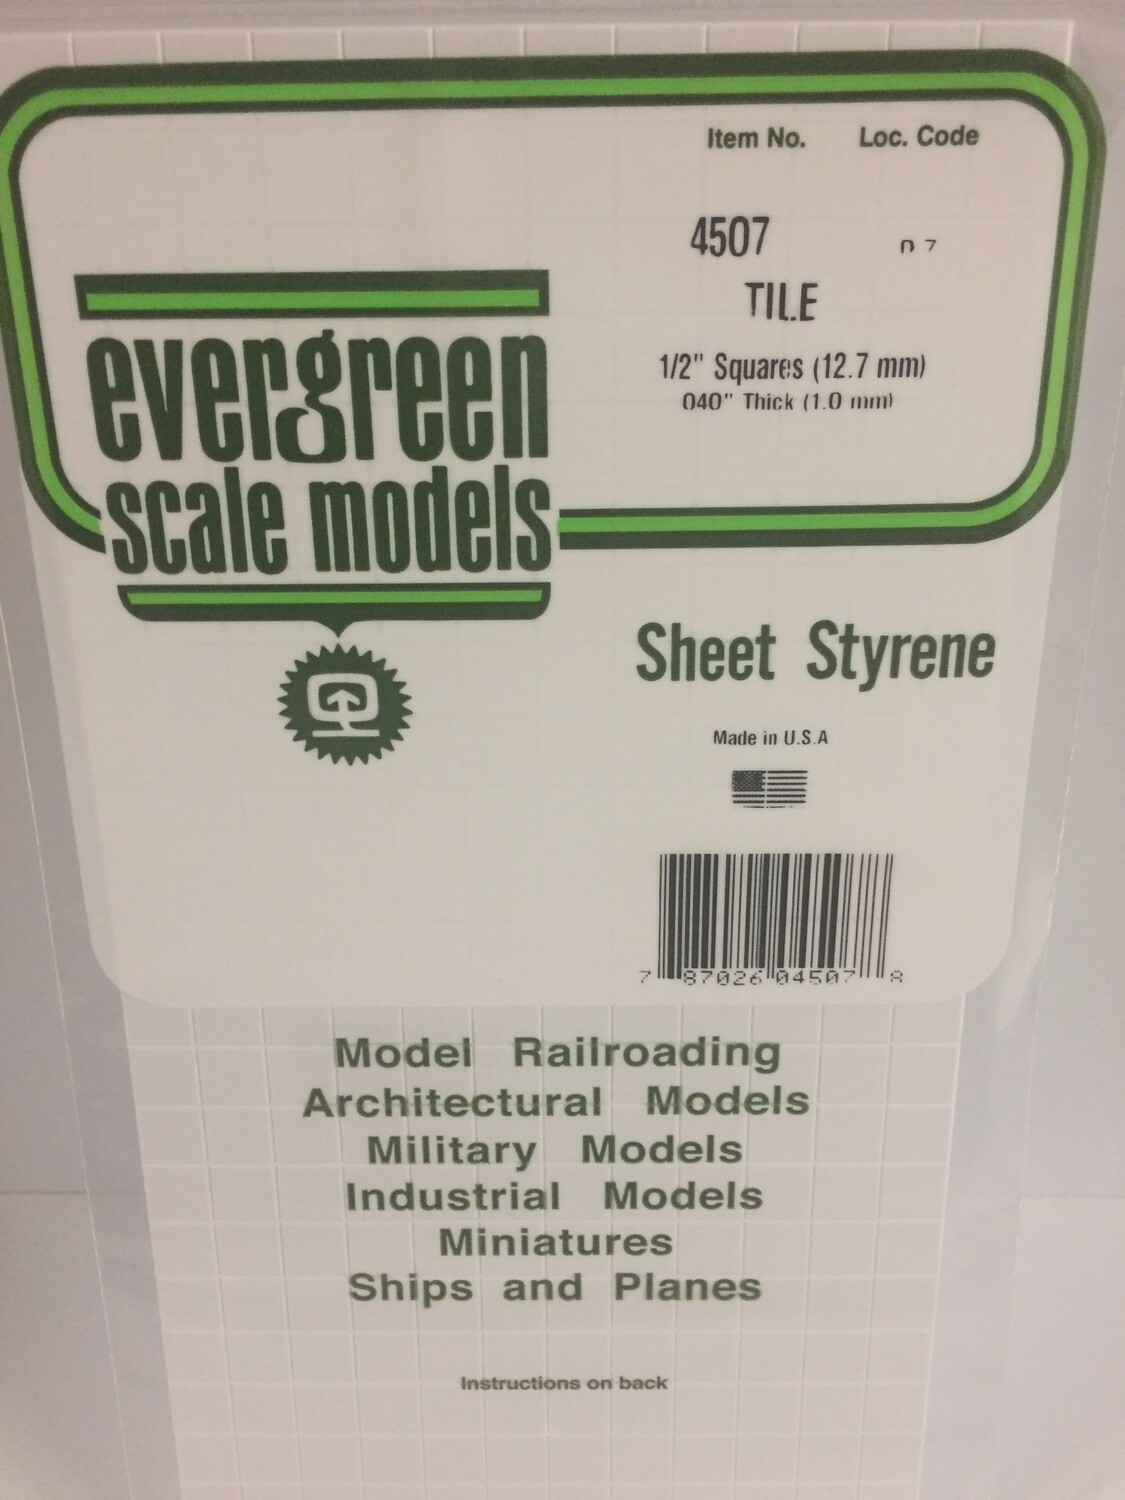 Item No. Loc. Code
4507
TILE
1/2" Squares (12.7 mm)
040" Thick (1.0 mm)
evergreen
scale models
Sheet Styrene
Made in U.S.A
7 87026 04507
Model Railroading
Architectural Models
Military Models
Industrial Models
Miniatures
Ships and Planes
Instructions on back